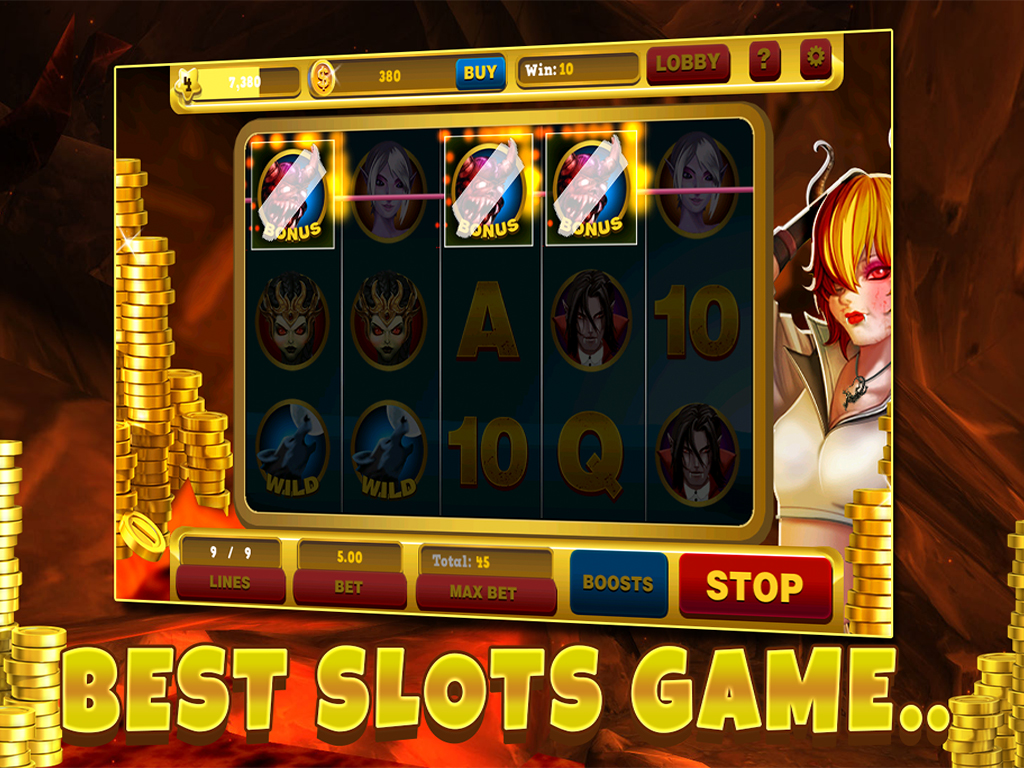 4 7,380 380 BUY Win: 10 LOBBY ?
BONUS BONUS BONUS
A 10
WILD WILD 10 Q
9 / 9 5.00 Total: 45
LINES BET MAX BET BOOSTS STOP
BEST SLOTS GAME..